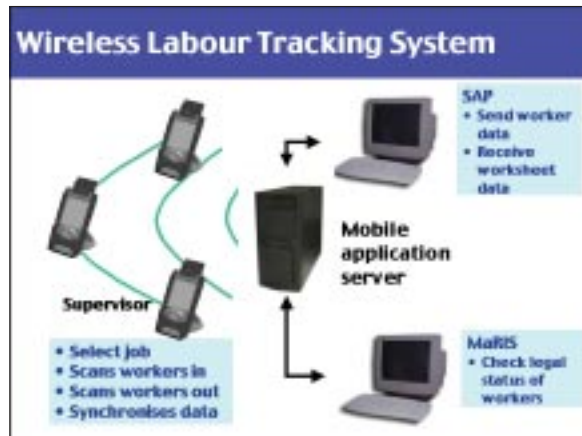 Wireless Labour Tracking System
SAP
• Send worker
data
• Receive
worksheet
data
Mobile
application
server
Supervisor
• Select job
• Scans workers in
• Scans workers out
• Synchronises data
MaRIS
• Check legal
status of
workers